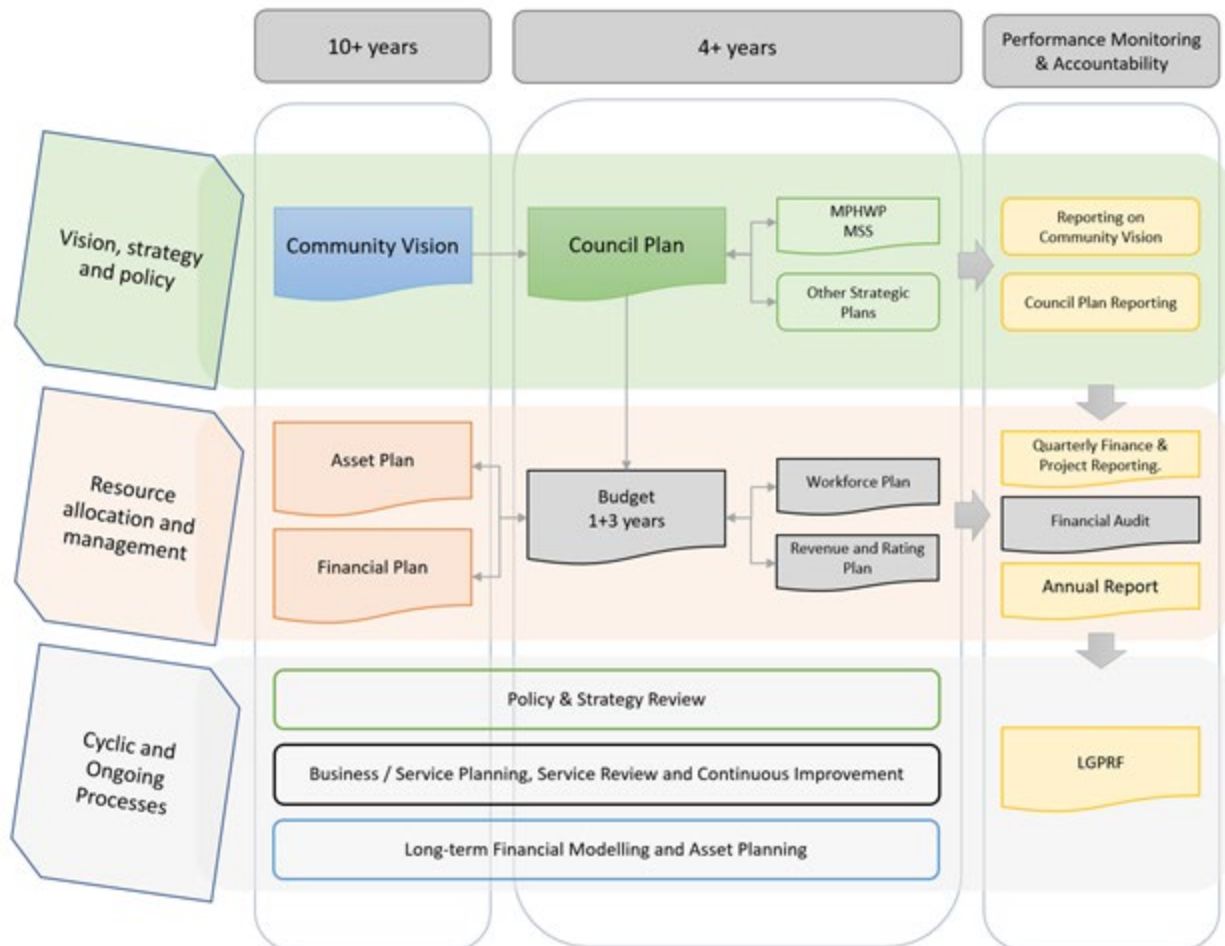 10+ years
4+ years
Performance Monitoring
& Accountability
Vision, strategy
and policy
Community Vision
Council Plan
MPHWP
MSS
Other Strategic
Plans
Reporting on
Community Vision
Council Plan Reporting
Resource
allocation and
management
Asset Plan
Financial Plan
Budget
1+3 years
Workforce Plan
Revenue and Rating
Plan
Quarterly Finance &
Project Reporting.
Financial Audit
Annual Report
Cyclic and
Ongoing
Processes
Policy & Strategy Review
Business / Service Planning, Service Review and Continuous Improvement
Long-term Financial Modelling and Asset Planning
LGPRF